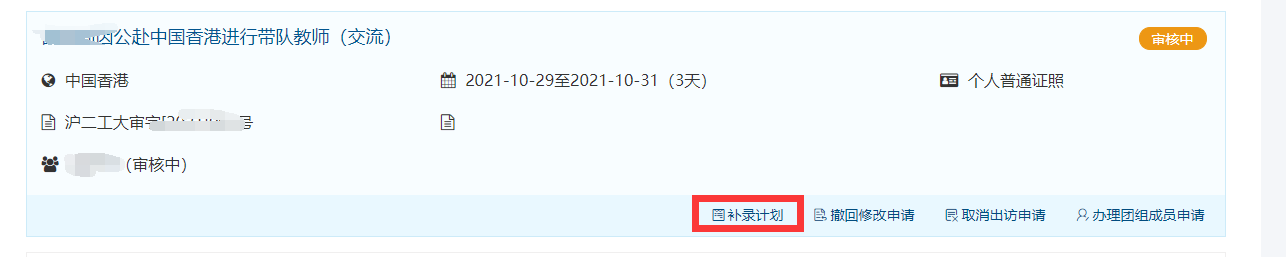 因公赴中国香港进行带队教师（交流）
审核中
中国香港
2021-10-29至2021-10-31（3天）
个人普通证照
沪二工大审字[20 号
(审核中)
补录计划
撤回修改申请
取消出访申请
办理团组成员申请